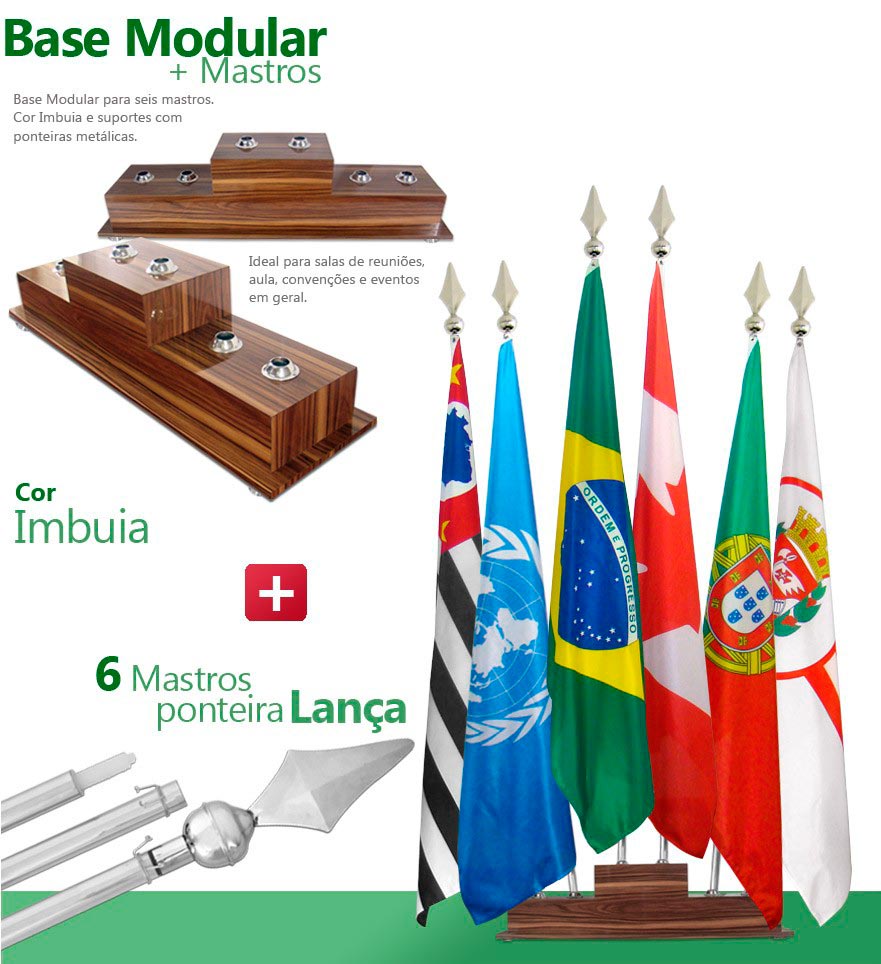 Base Modular
+ Mastros
Base Modular para seis mastros.
Cor Imbuia e suportes com
ponteiras metálicas.
Ideal para salas de reuniões,
aula, convenções e eventos
em geral.
Cor
Imbuia
+
6 Mastros
ponteira Lança
ORDEM E PROGRESSO